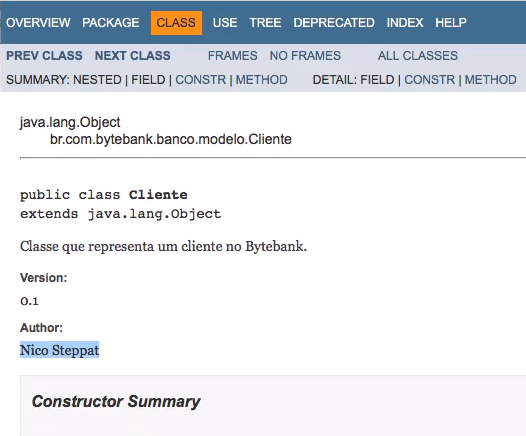 OVERVIEW PACKAGE CLASS USE TREE DEPRECATED INDEX HELP
PREV CLASS NEXT CLASS FRAMES NO FRAMES ALL CLASSES
SUMMARY: NESTED | FIELD | CONSTR | METHOD DETAIL: FIELD | CONSTR | METHOD
java.lang.Object
br.com.bytebank.banco.modelo.Cliente
public class Cliente
extends java.lang.Object
Classe que representa um cliente no Bytebank.
Version:
0.1
Author:
Nico Steppat
Constructor Summary